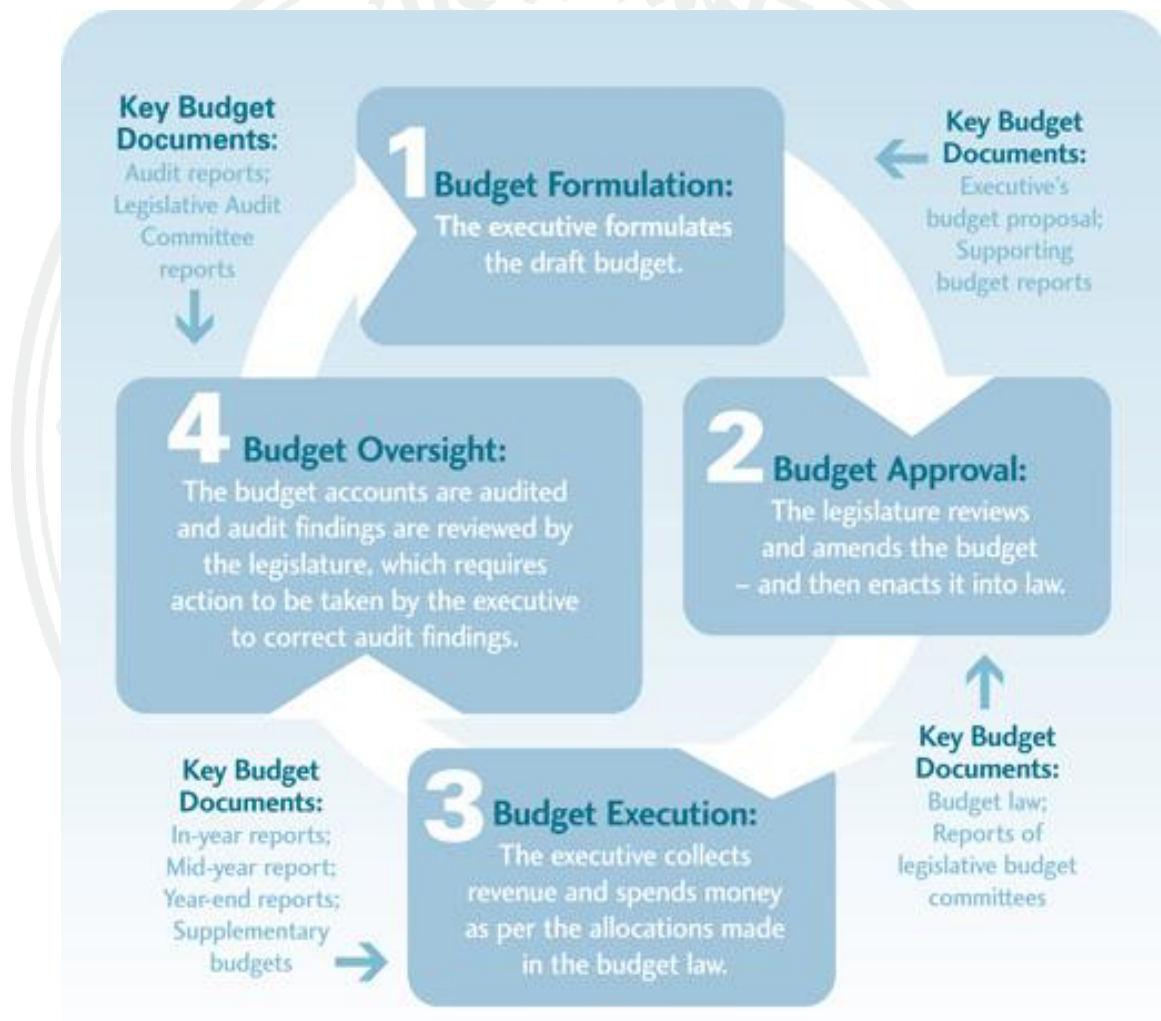 Key Budget
Documents:
Audit reports;
Legislative Audit
Committee
reports
1
Budget Formulation:
The executive formulates
the draft budget.
Key Budget
Documents:
Executive's
budget proposal;
Supporting
budget reports
2
Budget Approval:
The legislature reviews
and amends the budget
– and then enacts it into law.
Key Budget
Documents:
Budget law;
Reports of
legislative budget
committees
3
Budget Execution:
The executive collects
revenue and spends money
as per the allocations made
in the budget law.
Key Budget
Documents:
In-year reports;
Mid-year report;
Year-end reports;
Supplementary
budgets
4
Budget Oversight:
The budget accounts are audited
and audit findings are reviewed by
the legislature, which requires
action to be taken by the executive
to correct audit findings.